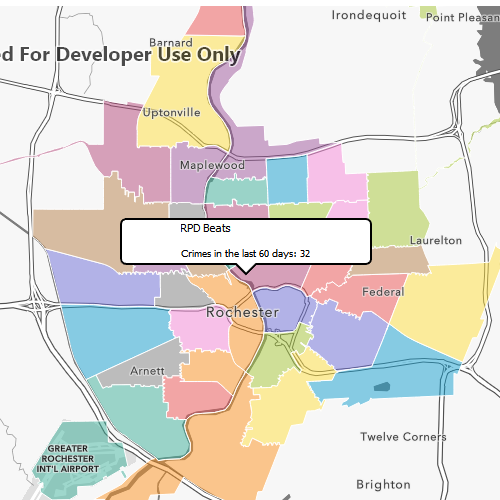 Irondequoit
Point Pleasan
Barnard
ed For Developer Use Only
Uptonville
Maplewood
RPD Beats
Crimes in the last 60 days: 32
Laurelton
Federal
Rochester
Arnett
Twelve Corners
GREATER
ROCHESTER
INT'L AIRPORT
Brighton